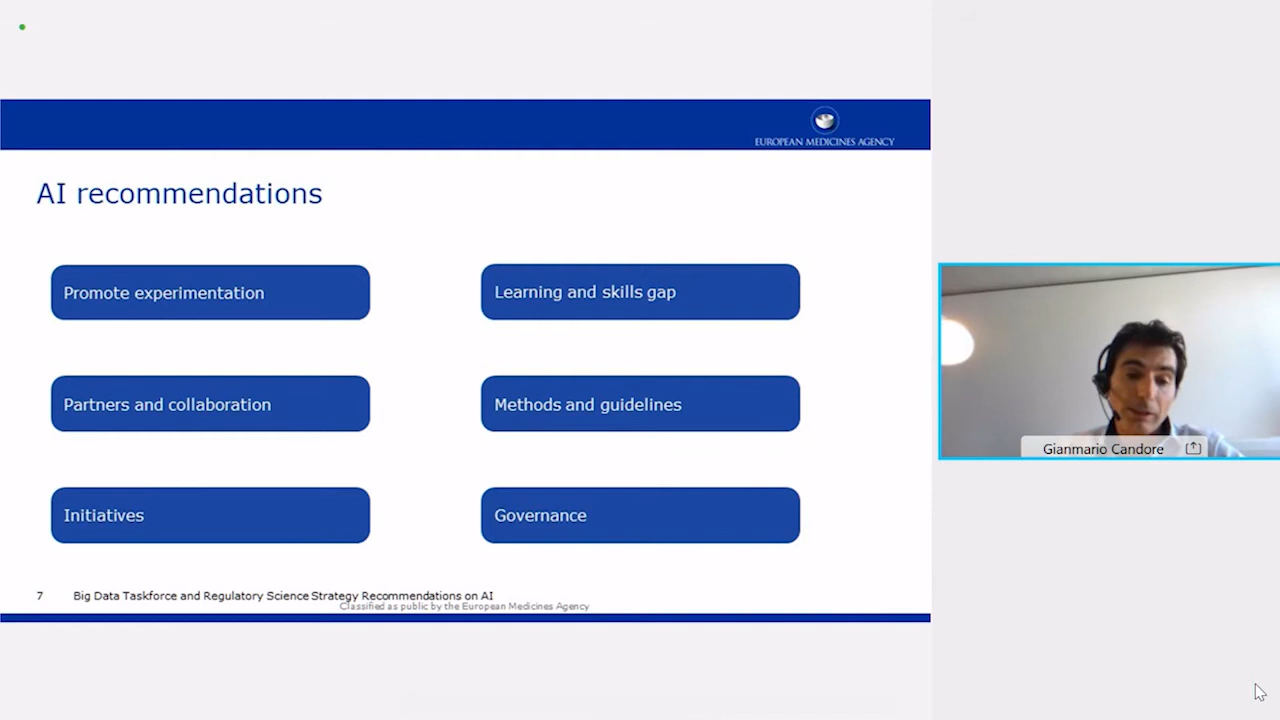 EUROPEAN MEDICINES AGENCY
AI recommendations
Promote experimentation
Learning and skills gap
Partners and collaboration
Methods and guidelines
Initiatives
Governance
7 Big Data Taskforce and Regulatory Science Strategy Recommendations on AI
Classified as public by the European Medicines Agency
Gianmario Candore